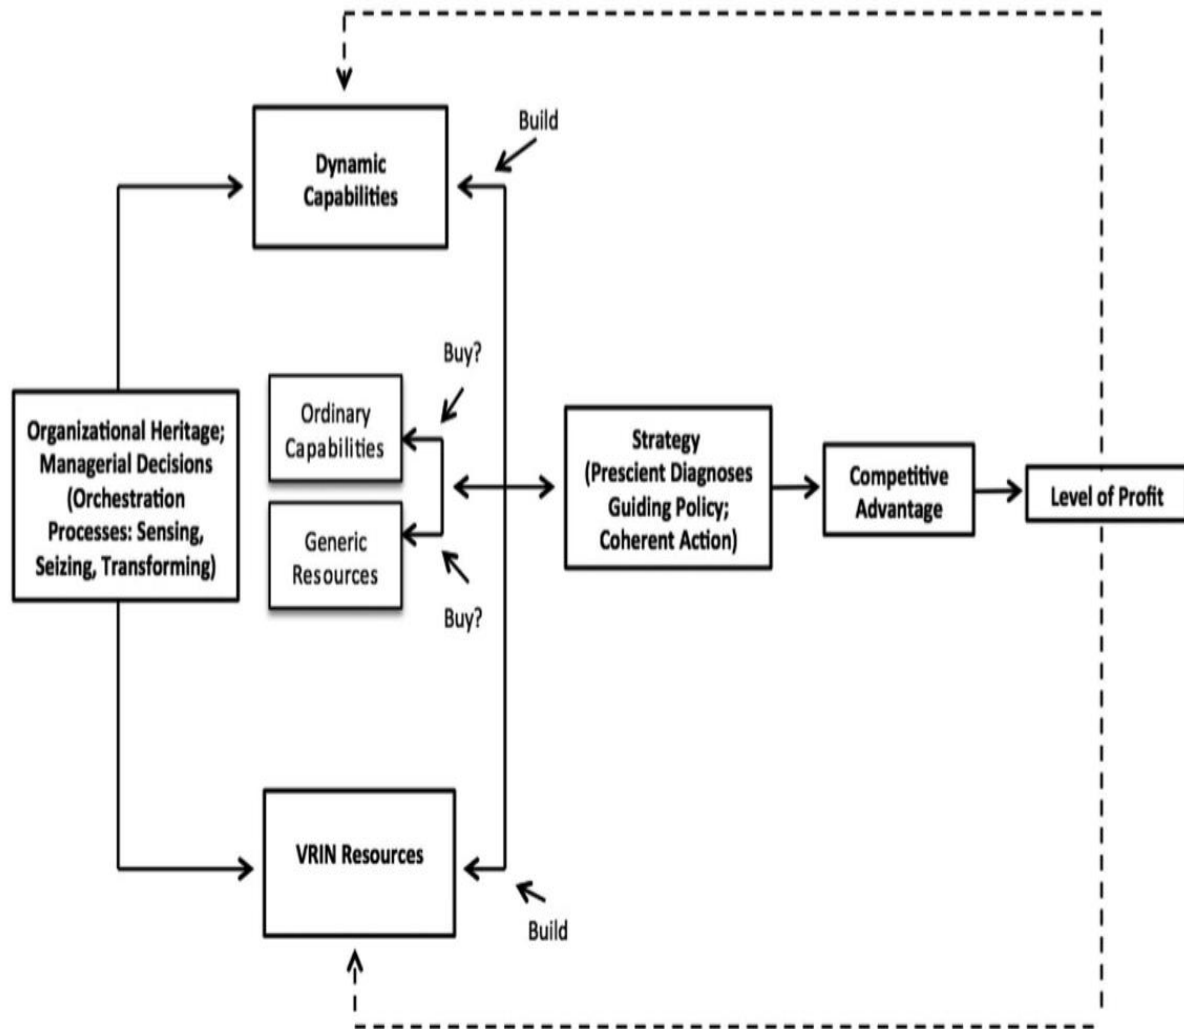 Build
Dynamic
Capabilities
Buy?
Ordinary
Capabilities
Organizational Heritage;
Managerial Decisions
(Orchestration
Processes: Sensing,
Seizing, Transforming)
Strategy
(Prescient Diagnoses
Guiding Policy;
Coherent Action)
Competitive
Advantage
Level of Profit
Generic
Resources
Buy?
VRIN Resources
Build